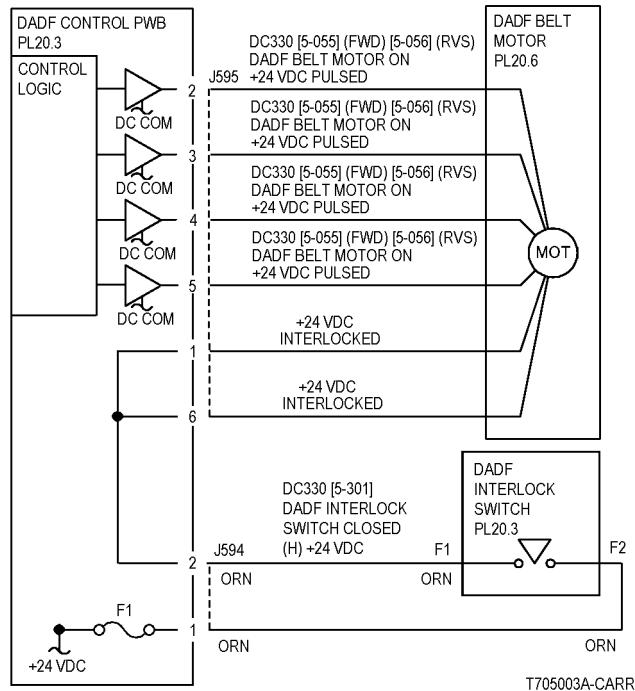 DADF CONTROL PWB
PL20.3
CONTROL
LOGIC
DC COM
DC COM
DC COM
DC COM
2
3
4
5
1
6
2
1
J595
DC330 [5-055] (FWD) [5-056] (RVS)
DADF BELT MOTOR ON
+24 VDC PULSED
DC330 [5-055] (FWD) [5-056] (RVS)
DADF BELT MOTOR ON
+24 VDC PULSED
DC330 [5-055] (FWD) [5-056] (RVS)
DADF BELT MOTOR ON
+24 VDC PULSED
DC330 [5-055] (FWD) [5-056] (RVS)
DADF BELT MOTOR ON
+24 VDC PULSED
+24 VDC
INTERLOCKED
+24 VDC
INTERLOCKED
DADF BELT
MOTOR
PL20.6
MOT
DC330 [5-301]
DADF INTERLOCK
SWITCH CLOSED
(H) +24 VDC
J594
ORN
F1
ORN
DADF
INTERLOCK
SWITCH
PL20.3
F2
F1
+24 VDC
ORN
ORN
T705003A-CARR